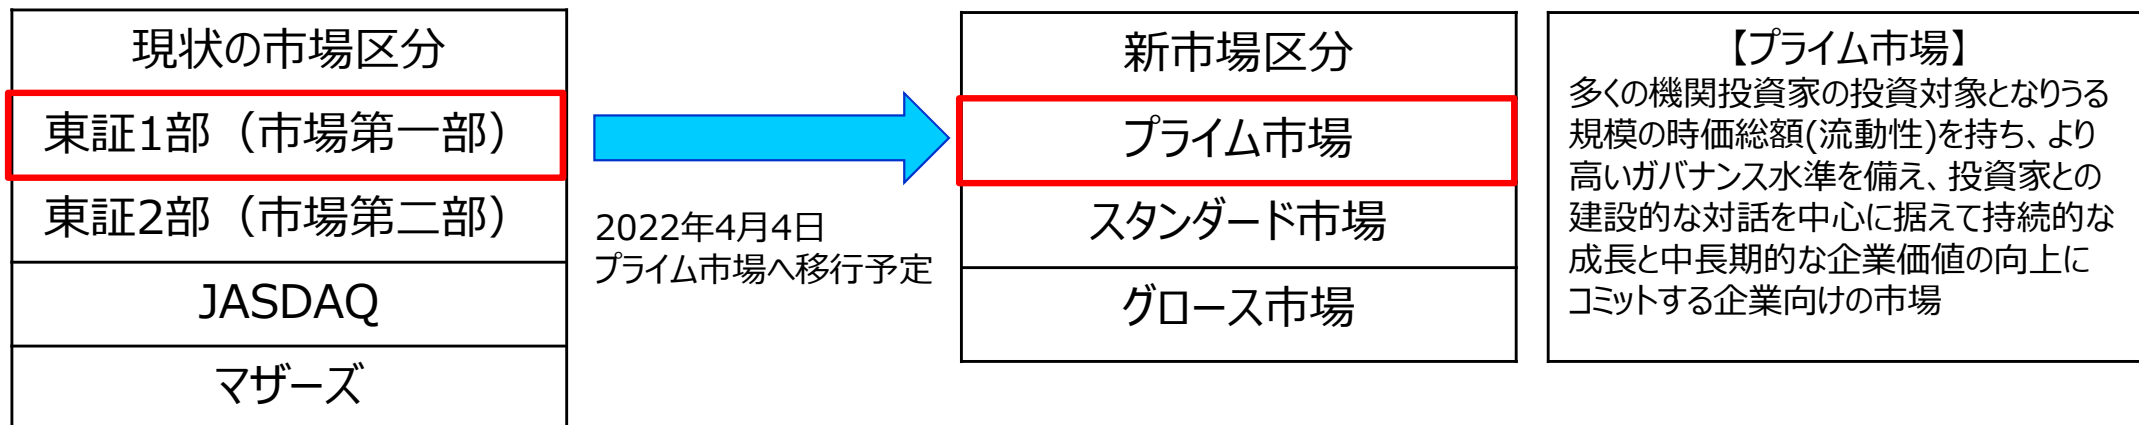 現状の市場区分
東証1部（市場第一部）
東証2部（市場第二部）
JASDAQ
マザーズ
2022年4月4日
プライム市場へ移行予定
新市場区分
プライム市場
スタンダード市場
グロース市場
【プライム市場】
多くの機関投資家の投資対象となりうる
規模の時価総額(流動性)を持ち、より
高いガバナンス水準を備え、投資家との
建設的な対話を中心に据えて持続的な
成長と中長期的な企業価値の向上に
コミットする企業向けの市場